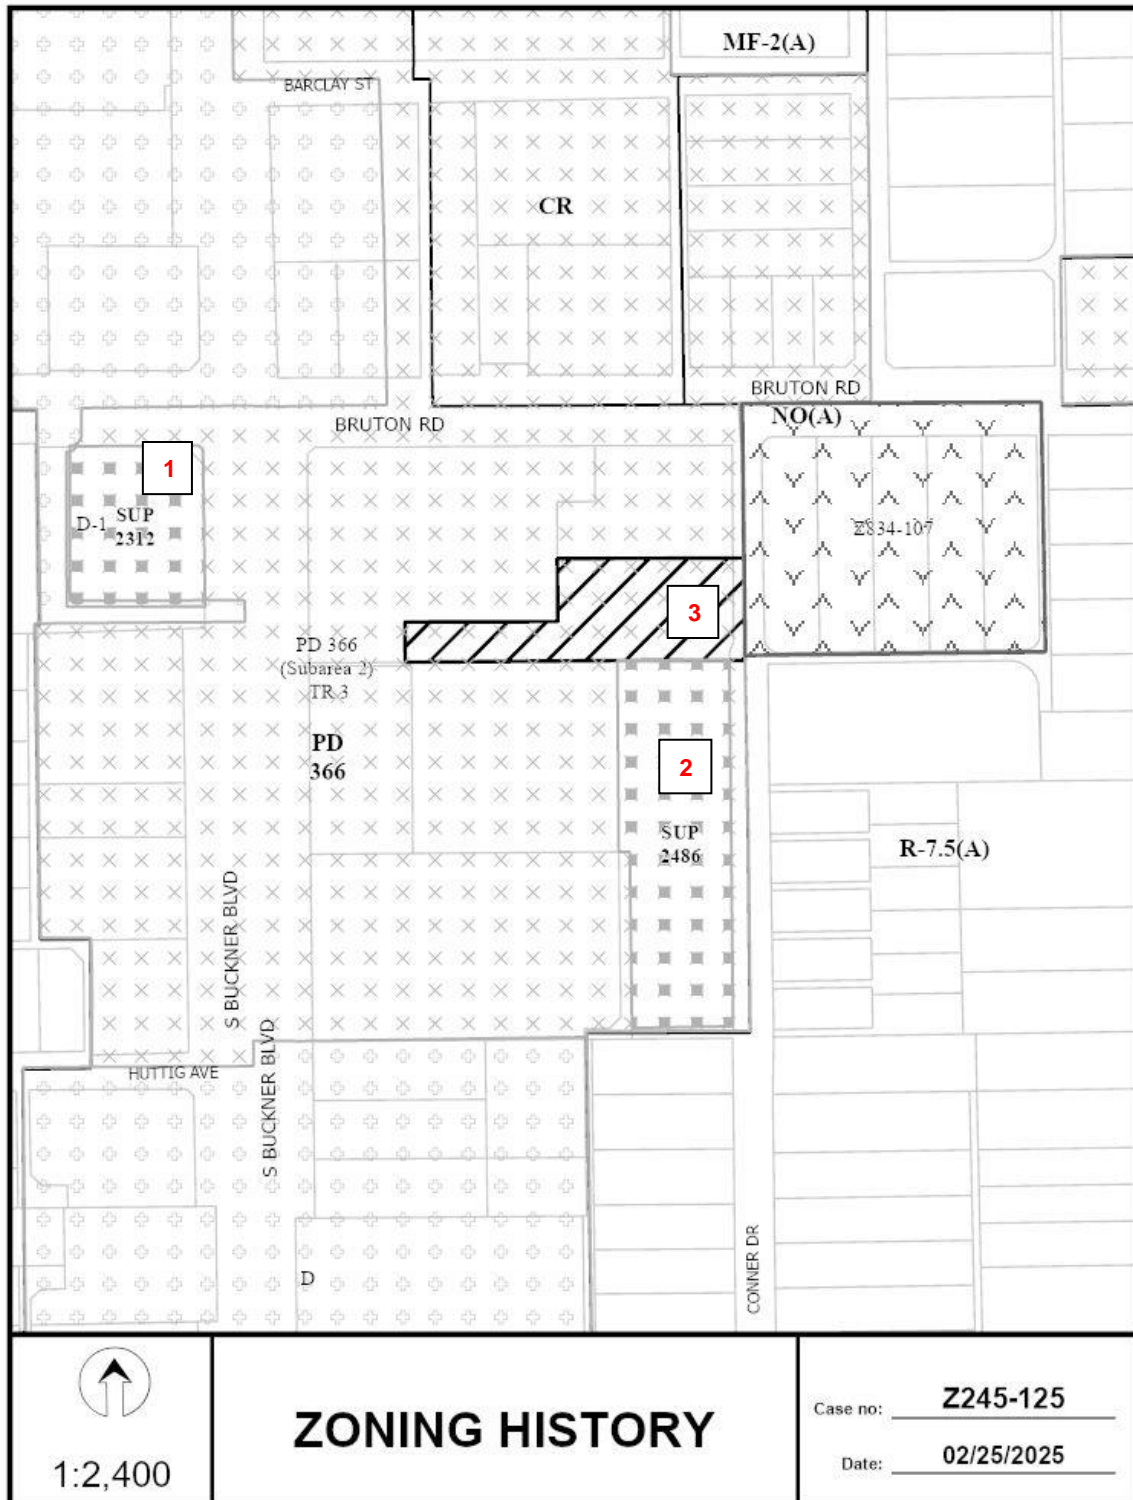 MF-2(A)
BARCLAY ST
CR
BRUTON RD
NO(A)
BRUTON RD
1
D-1
SUP
2312
Z834-107
3
PD 366
(Subarea 2)
TR 3
PD
366
2
SUP
2486
R-7.5(A)
S BUCKNER BLVD
S BUCKNER BLVD
HUTTIG AVE
CONNER DR
D
1:2,400
ZONING HISTORY
Case no: Z245-125
Date: 02/25/2025